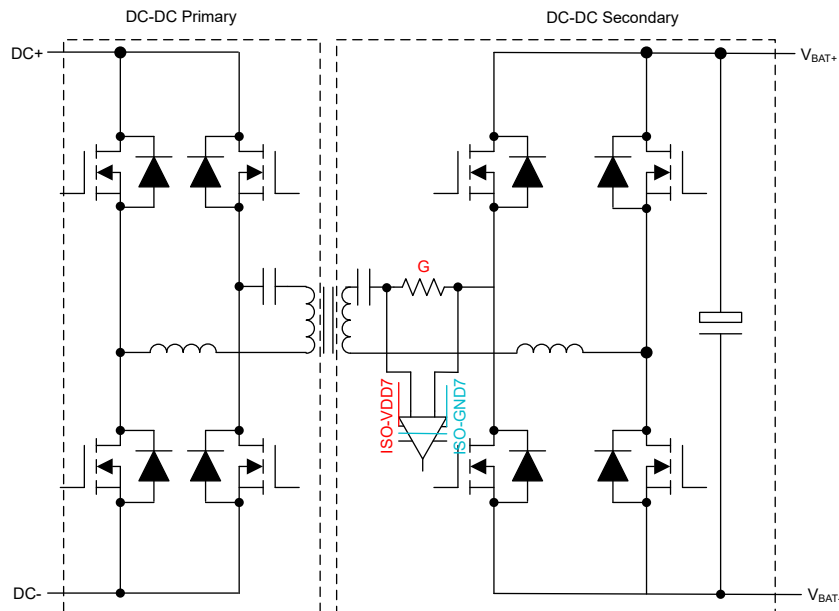 DC-DC Primary
DC-DC Secondary
DC+
VBAT+
G
ISO-VDD7
ISO-GND7
DC-
VBAT-